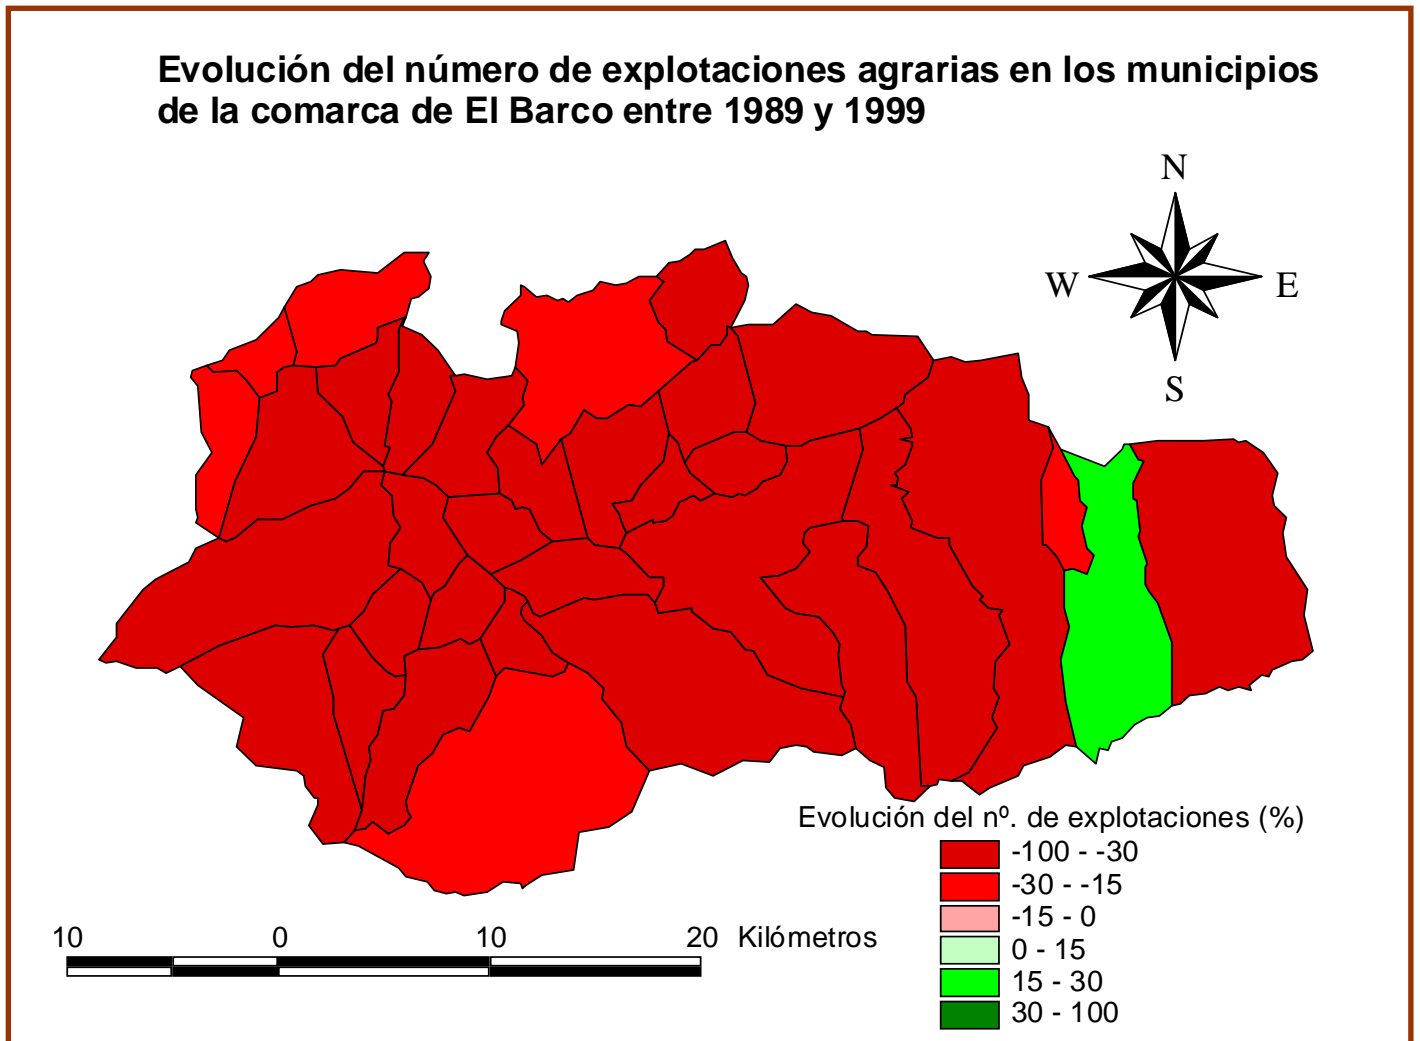 Evolución del número de explotaciones agrarias en los municipios
de la comarca de El Barco entre 1989 y 1999
N
W
E
S
Evolución del nº. de explotaciones (%)
-100 - -30
-30 - -15
-15 - 0
0 - 15
15 - 30
30 - 100
10 0 10 20 Kilómetros